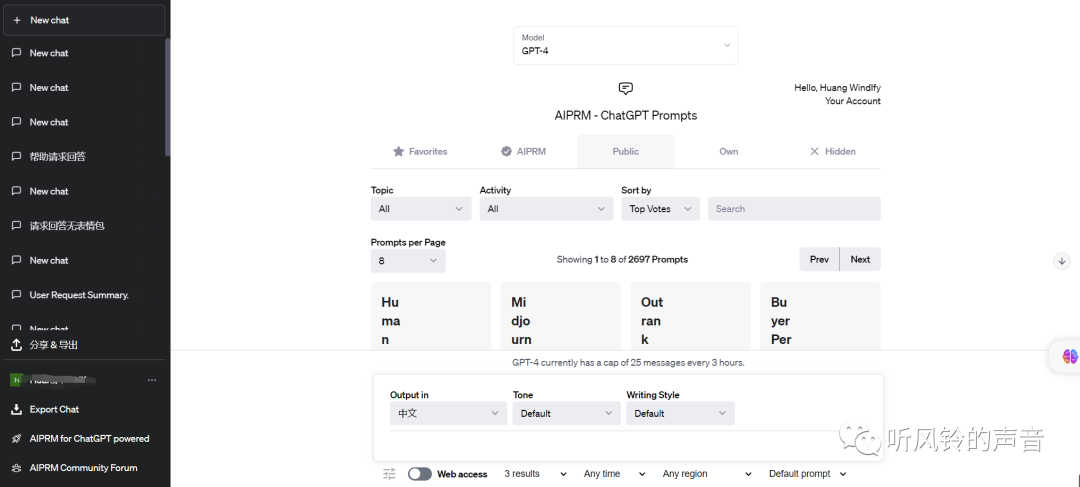 New chat
New chat
New chat
New chat
帮助请求回答
New chat
请求回答无表情包
New chat
User Request Summary.
New chat
分享 & 导出
Export Chat
AIPRM for ChatGPT powered
AIPRM Community Forum
Model
GPT-4
Hello, Huang Windlfy
Your Account
AIPRM - ChatGPT Prompts
Favorites AIPRM Public Own Hidden
Topic Activity Sort by
All All Top Votes Search
Prompts per Page
8 Showing 1 to 8 of 2697 Prompts Prev Next
Hu Mi Out Bu
ma djo ran yer
n urn k Per
GPT-4 currently has a cap of 25 messages every 3 hours.
Output in Tone Writing Style
中文 Default Default
Web access 3 results Any time Any region Default prompt
听风铃的声音